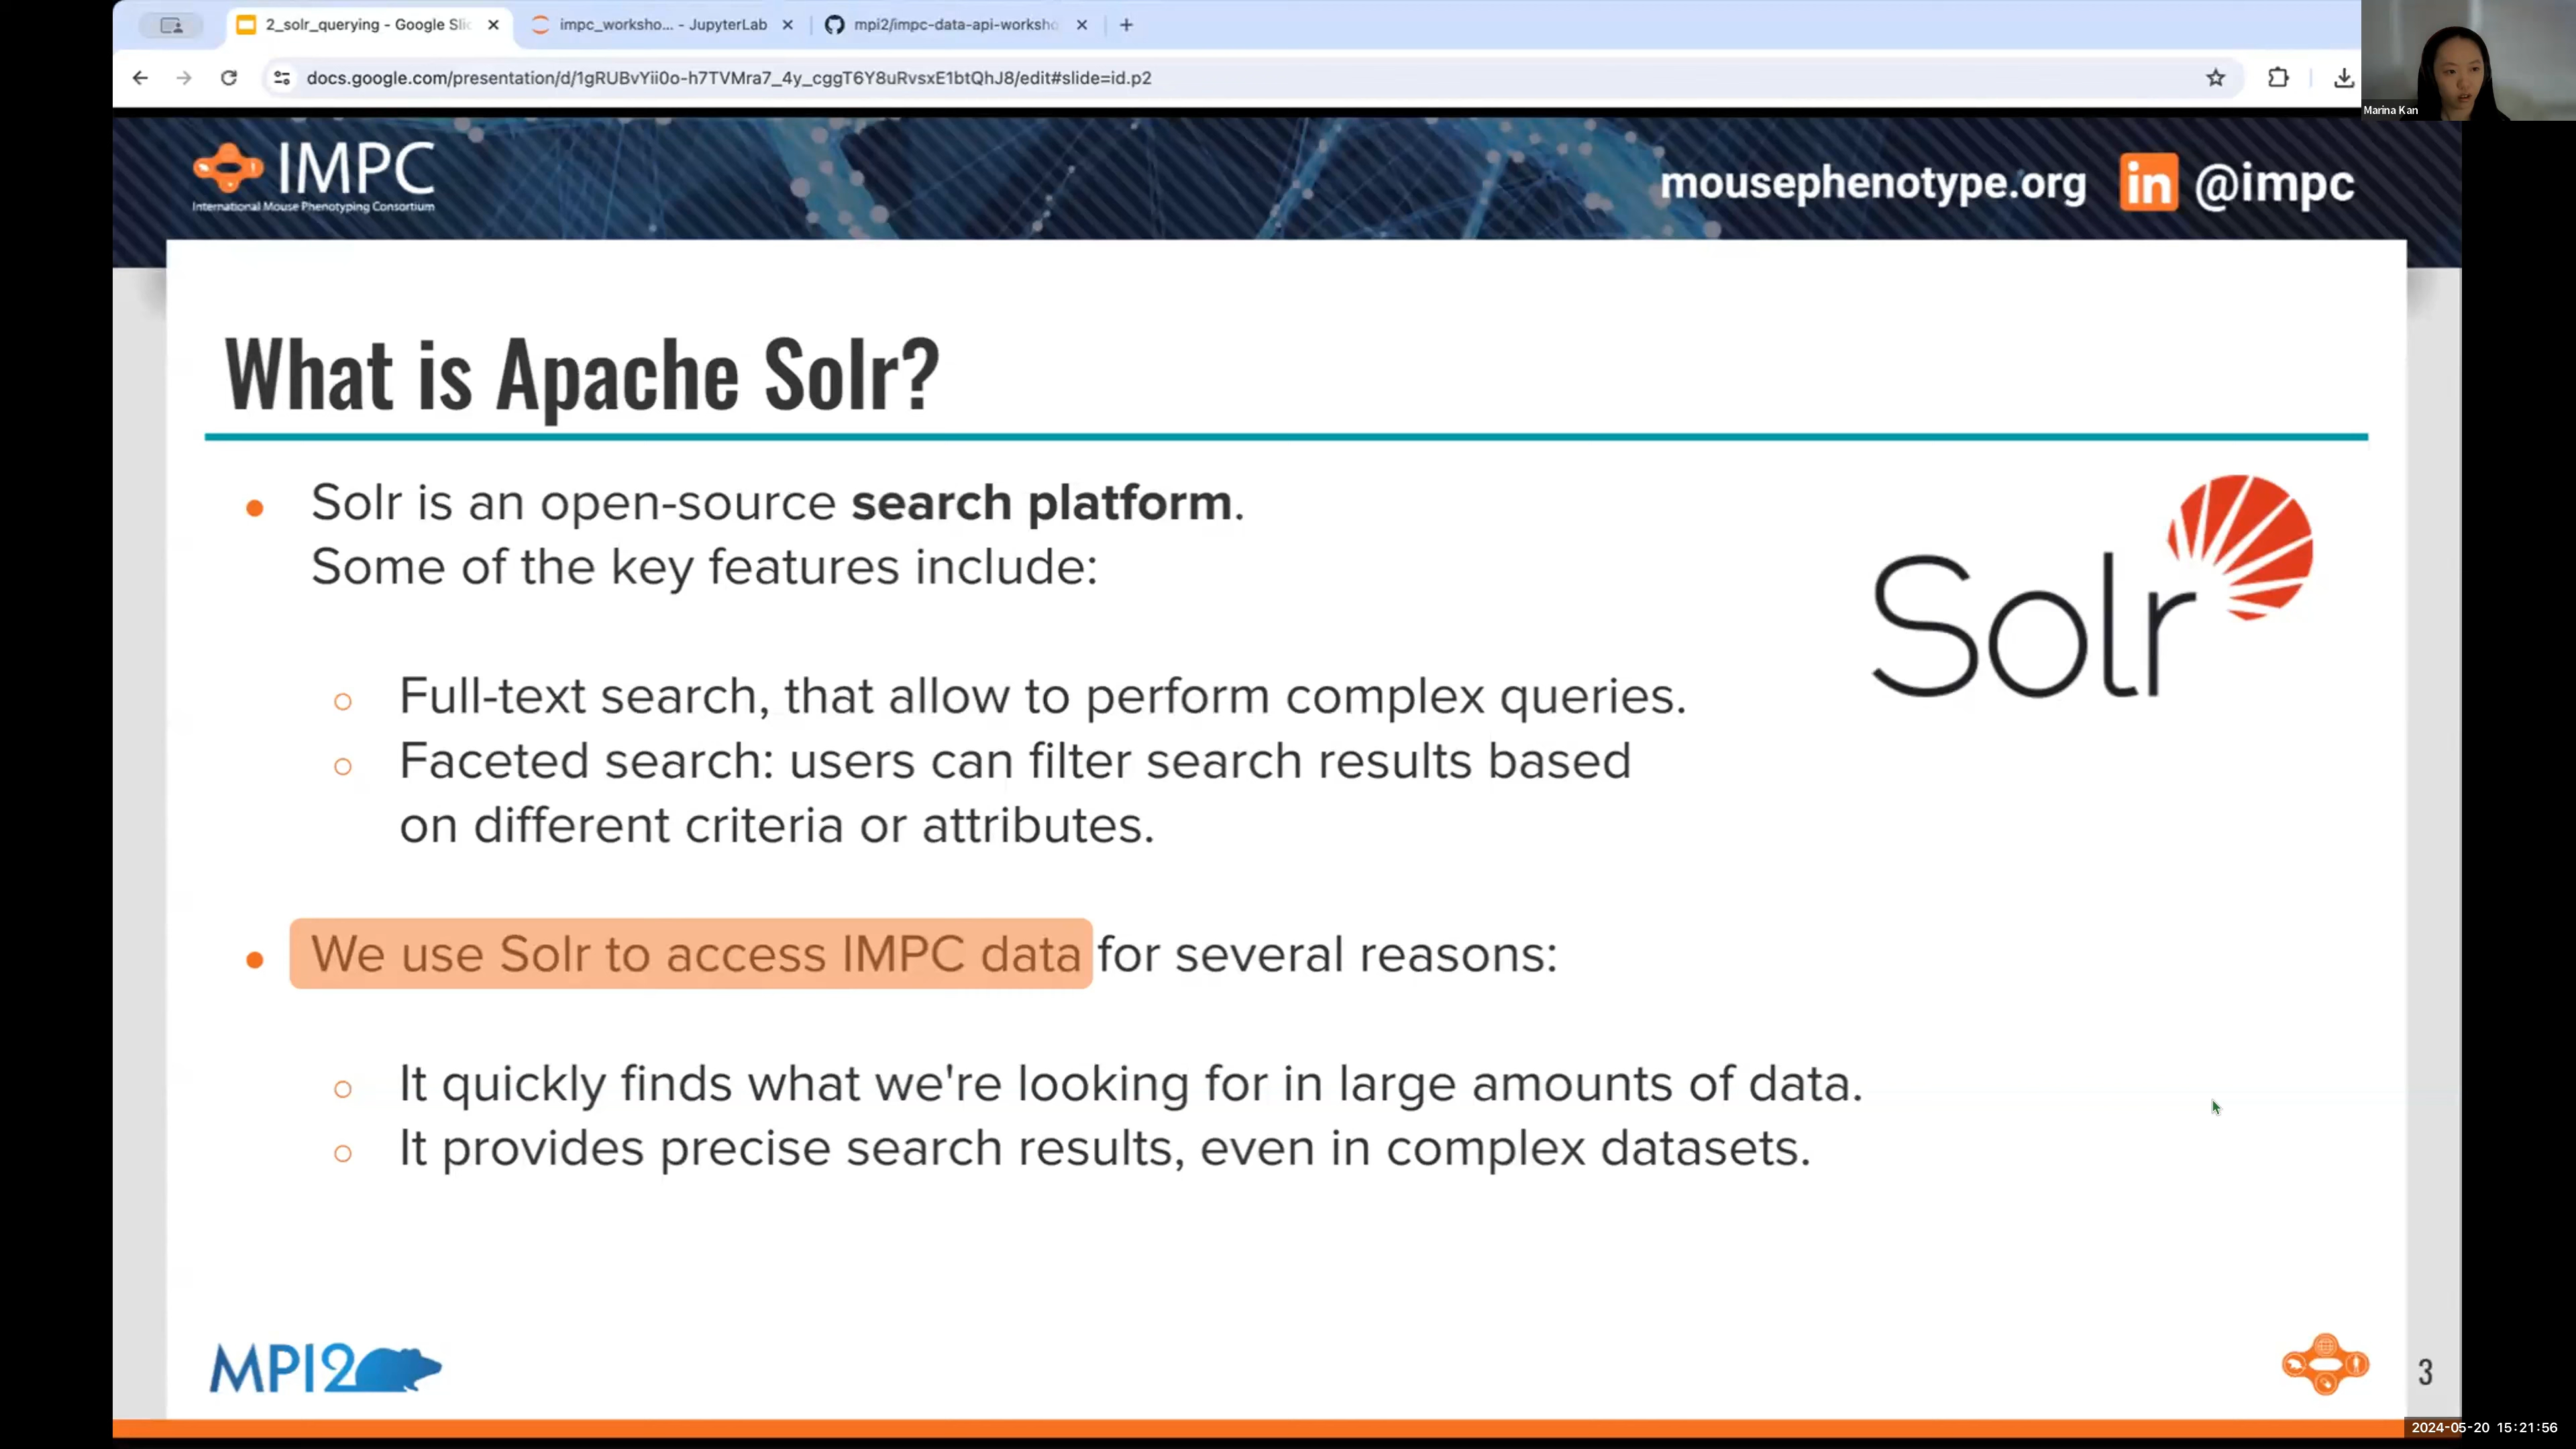 2_solr_querying - Google Sli
impc_worksho... - JupyterLab
mpi2/impc-data-api-worksho
docs.google.com/presentation/d/1gRUBvYii0o-h7TVMra7_4y_cggT6Y8uRvsxE1btQhJ8/edit#slide=id.p2
Marina Kan
IMPC
International Mouse Phenotyping Consortium
mousephenotype.org in @impc
What is Apache Solr?
Solr is an open-source search platform.
Some of the key features include:
Full-text search, that allow to perform complex queries.
Faceted search: users can filter search results based
on different criteria or attributes.
Solr
We use Solr to access IMPC data for several reasons:
It quickly finds what we're looking for in large amounts of data.
It provides precise search results, even in complex datasets.
MPI2
3
2024-05-20 15:21:56